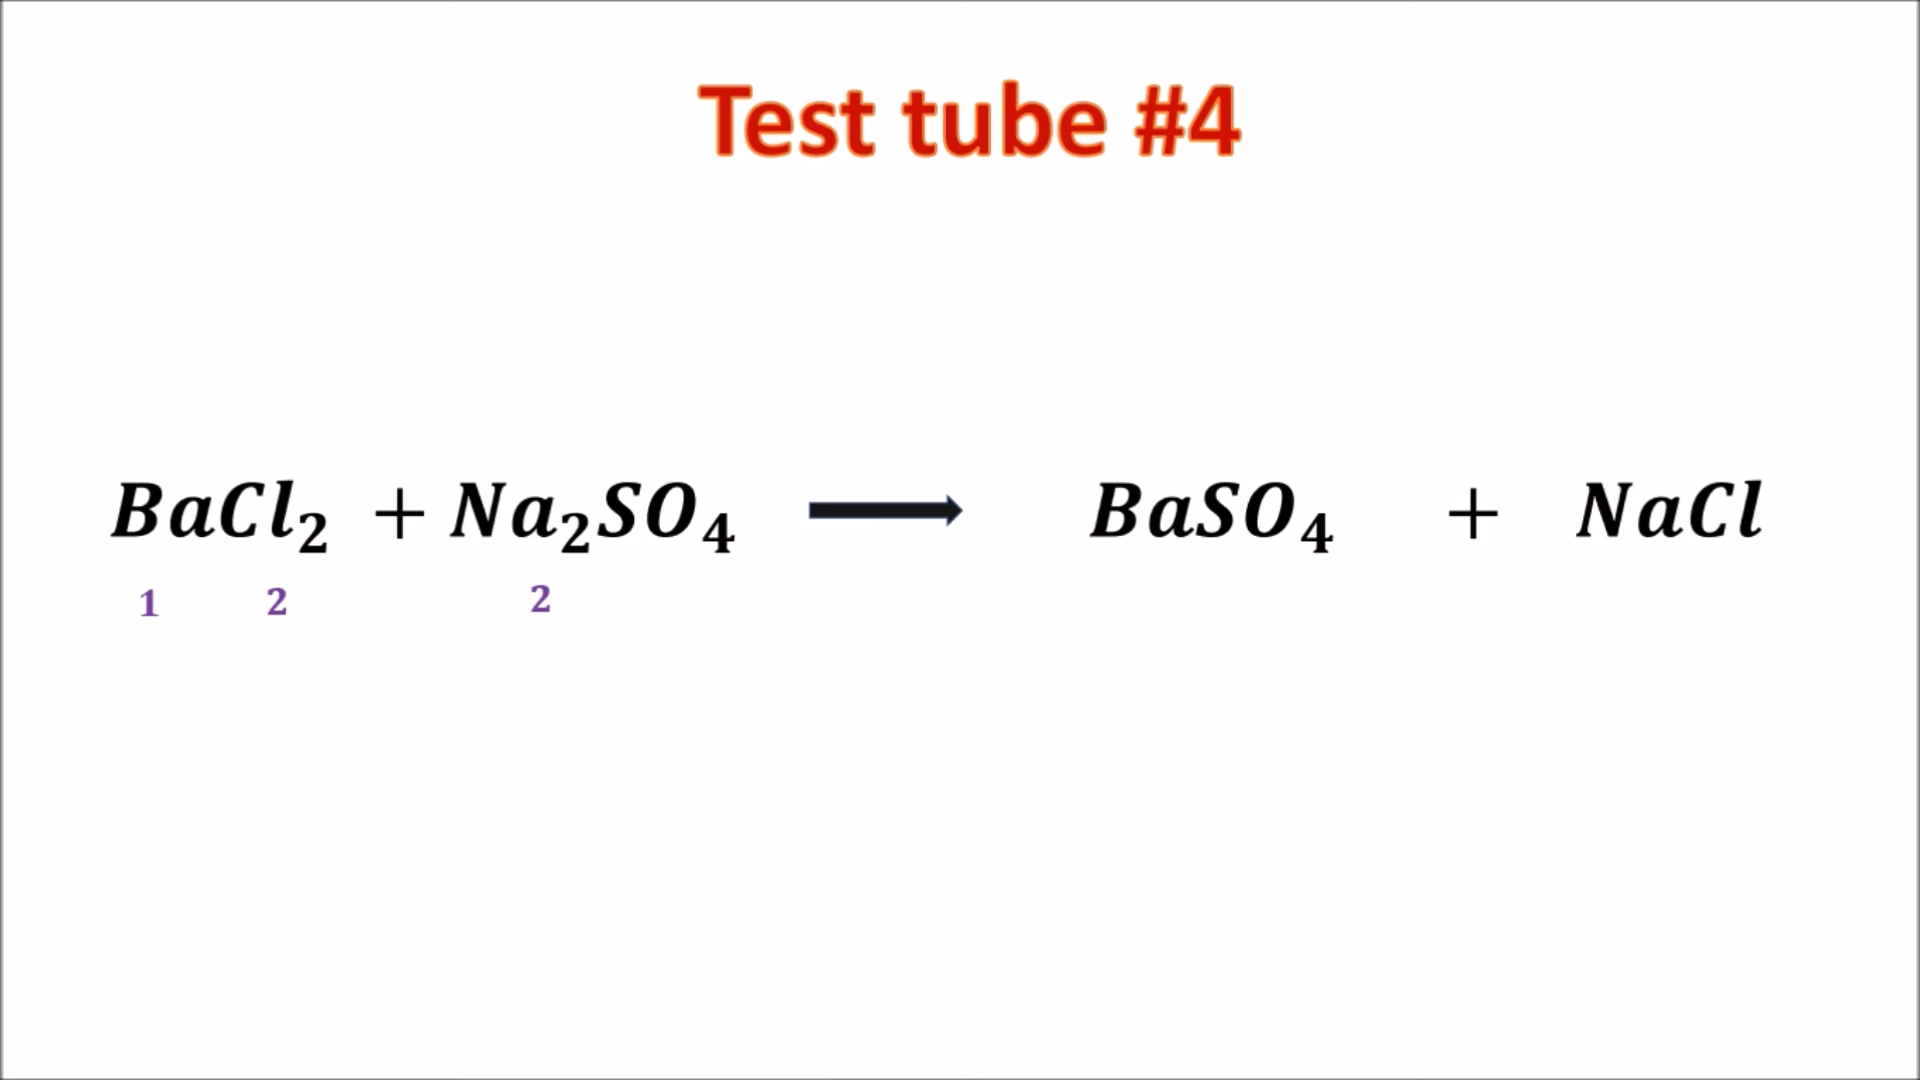 Test tube #4
BaCl₂ + Na₂SO₄ ⟶ BaSO₄ + NaCl
1 2 2